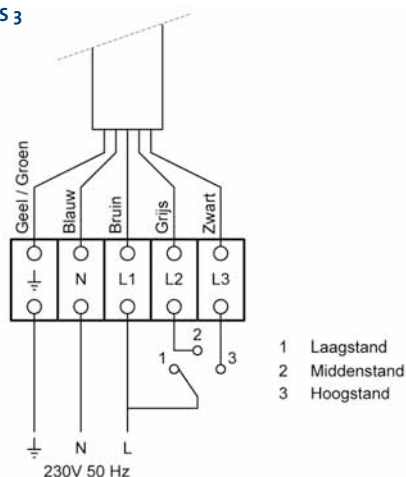 S 3
Geel / Groen
Blauw
Bruin
Grijs
Zwart
⏚ N L1 L2 L3
1 2 3
1 Laagstand
2 Middenstand
3 Hoogstand
⏚ N L
230V 50 Hz